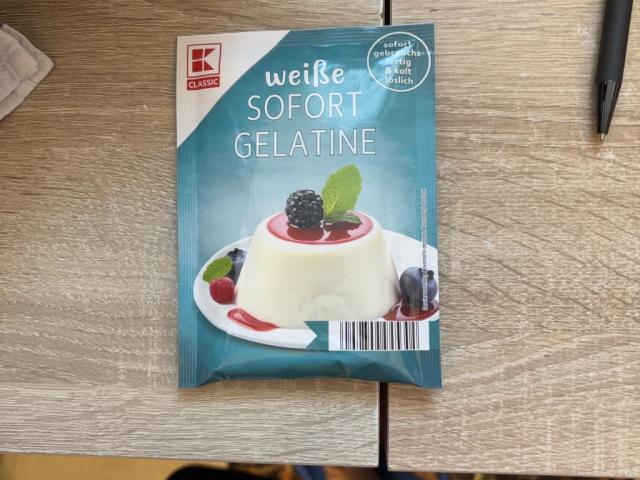 K
CLASSIC
sofort
gebrauchs-
fertig
& kalt
löslich
weiße
SOFORT
GELATINE